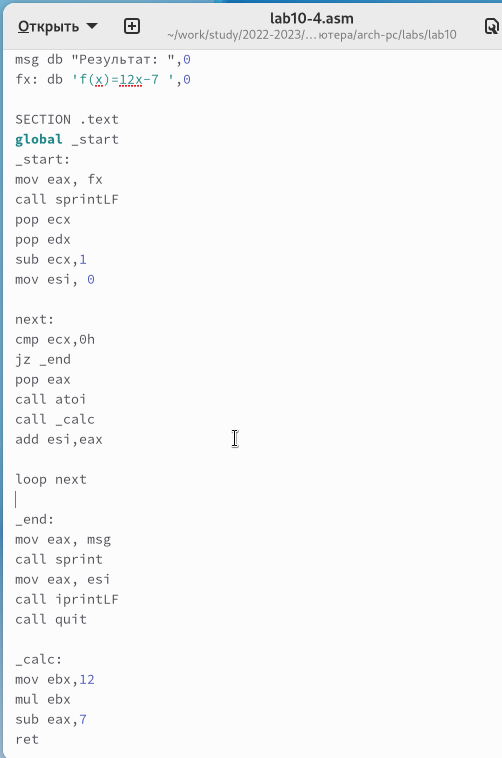 Открыть
lab10-4.asm
~/work/study/2022-2023/… ютера/arch-pc/labs/lab10
msg db "Результат: ",0
fx: db 'f(x)=12x-7 ',0
SECTION .text
global _start
_start:
mov eax, fx
call sprintLF
pop ecx
pop edx
sub ecx,1
mov esi, 0
next:
cmp ecx,0h
jz _end
pop eax
call atoi
call _calc
add esi,eax
loop next
_end:
mov eax, msg
call sprint
mov eax, esi
call iprintLF
call quit
_calc:
mov ebx,12
mul ebx
sub eax,7
ret